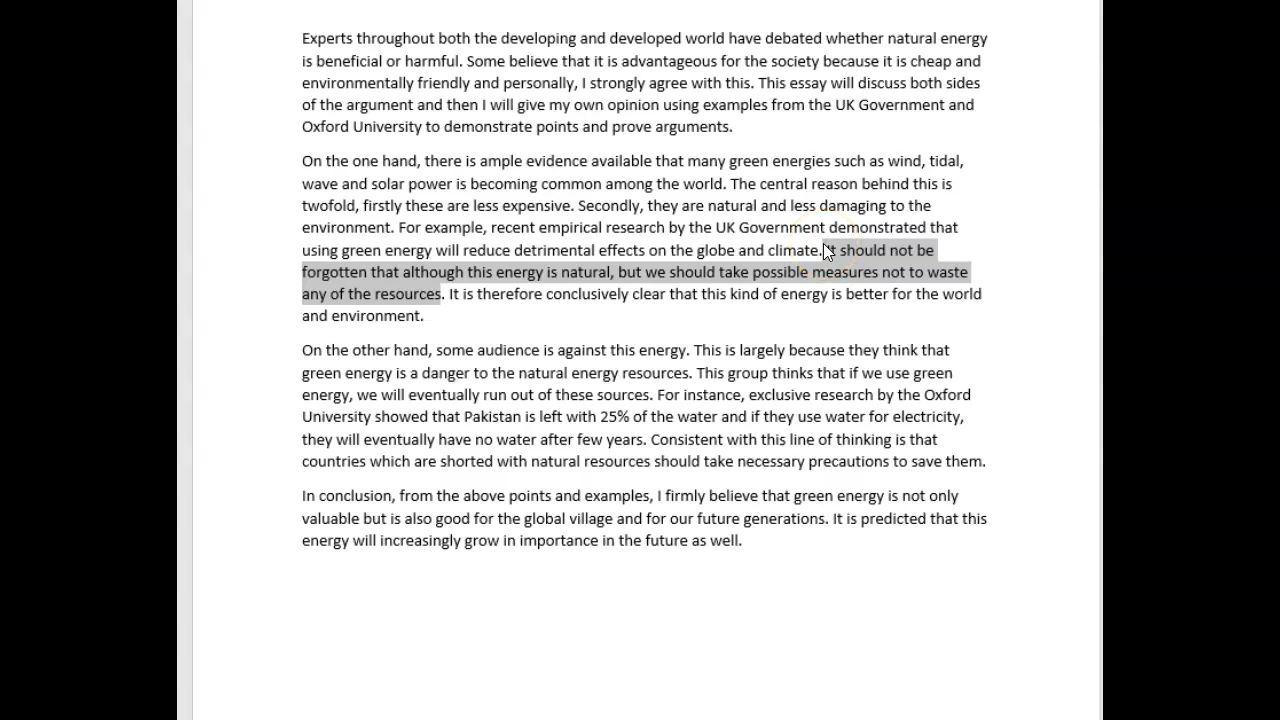 Experts throughout both the developing and developed world have debated whether natural energy
is beneficial or harmful. Some believe that it is advantageous for the society because it is cheap and
environmentally friendly and personally, I strongly agree with this. This essay will discuss both sides
of the argument and then I will give my own opinion using examples from the UK Government and
Oxford University to demonstrate points and prove arguments.
On the one hand, there is ample evidence available that many green energies such as wind, tidal,
wave and solar power is becoming common among the world. The central reason behind this is
twofold, firstly these are less expensive. Secondly, they are natural and less damaging to the
environment. For example, recent empirical research by the UK Government demonstrated that
using green energy will reduce detrimental effects on the globe and climate. It should not be
forgotten that although this energy is natural, but we should take possible measures not to waste
any of the resources. It is therefore conclusively clear that this kind of energy is better for the world
and environment.
On the other hand, some audience is against this energy. This is largely because they think that
green energy is a danger to the natural energy resources. This group thinks that if we use green
energy, we will eventually run out of these sources. For instance, exclusive research by the Oxford
University showed that Pakistan is left with 25% of the water and if they use water for electricity,
they will eventually have no water after few years. Consistent with this line of thinking is that
countries which are shorted with natural resources should take necessary precautions to save them.
In conclusion, from the above points and examples, I firmly believe that green energy is not only
valuable but is also good for the global village and for our future generations. It is predicted that this
energy will increasingly grow in importance in the future as well.